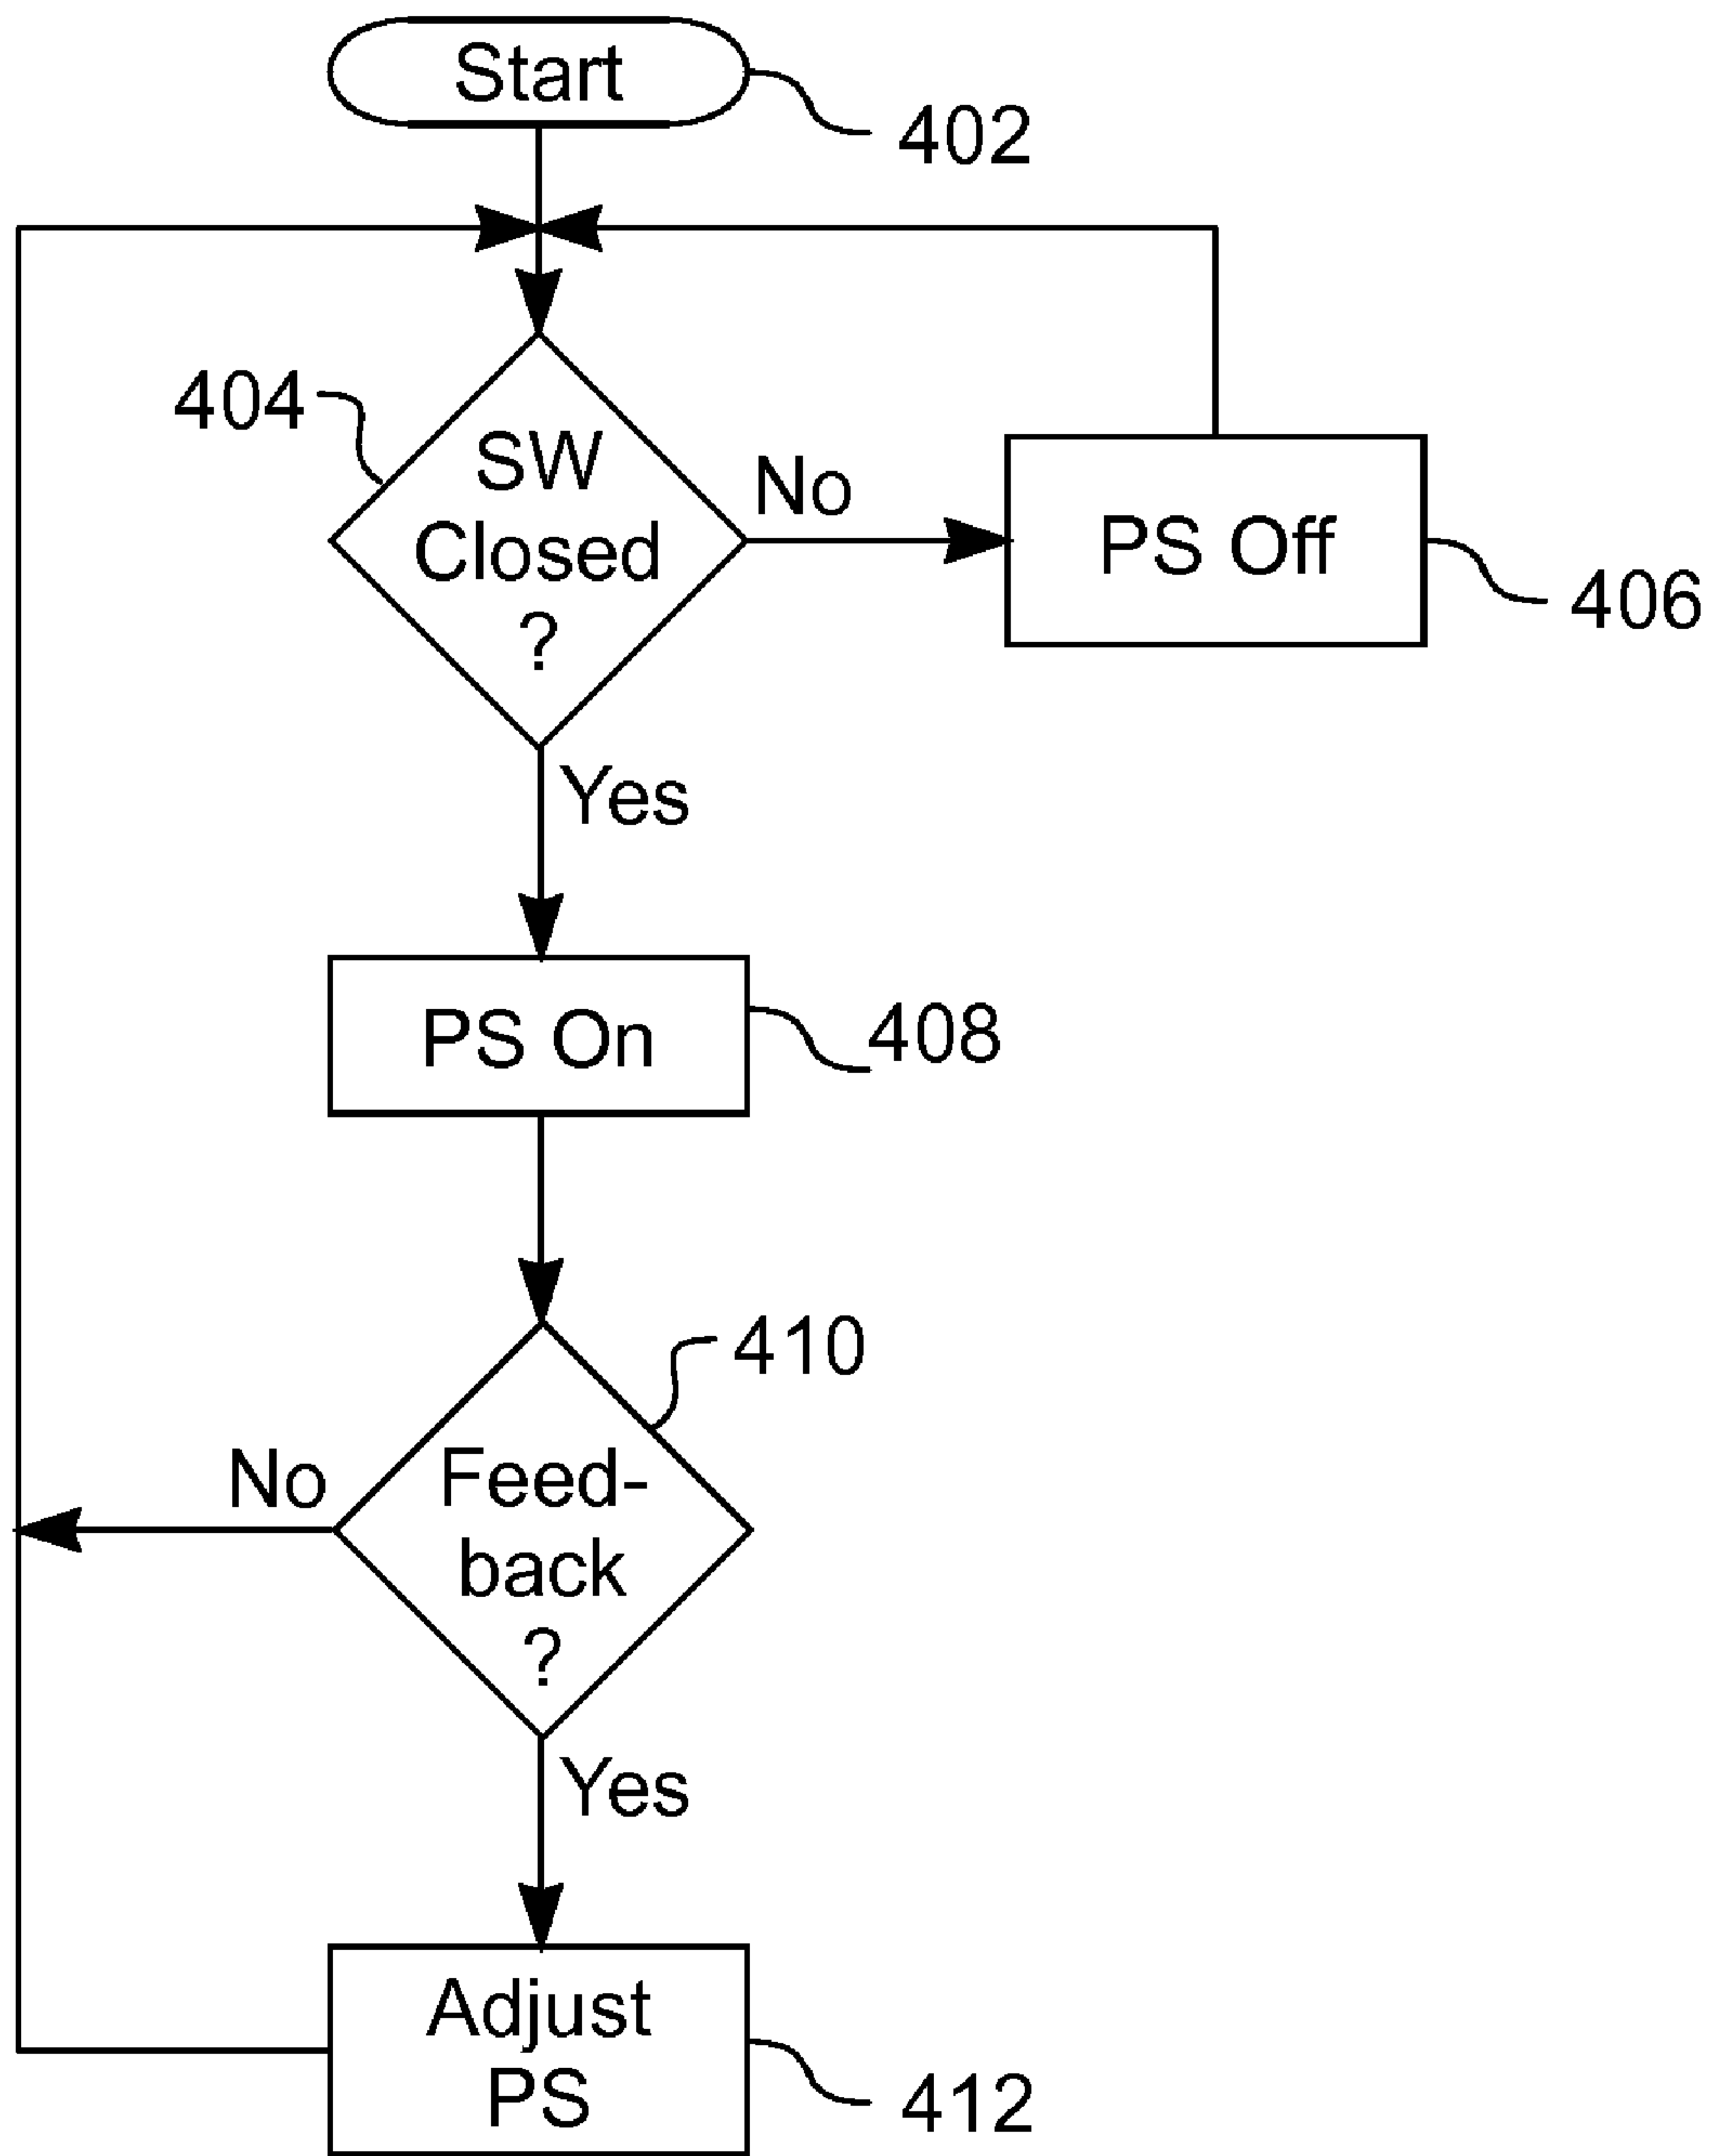 Start
402
404
SW
Closed
?
No
PS Off
406
Yes
PS On
408
410
No
Feed-
back
?
Yes
Adjust
PS
412